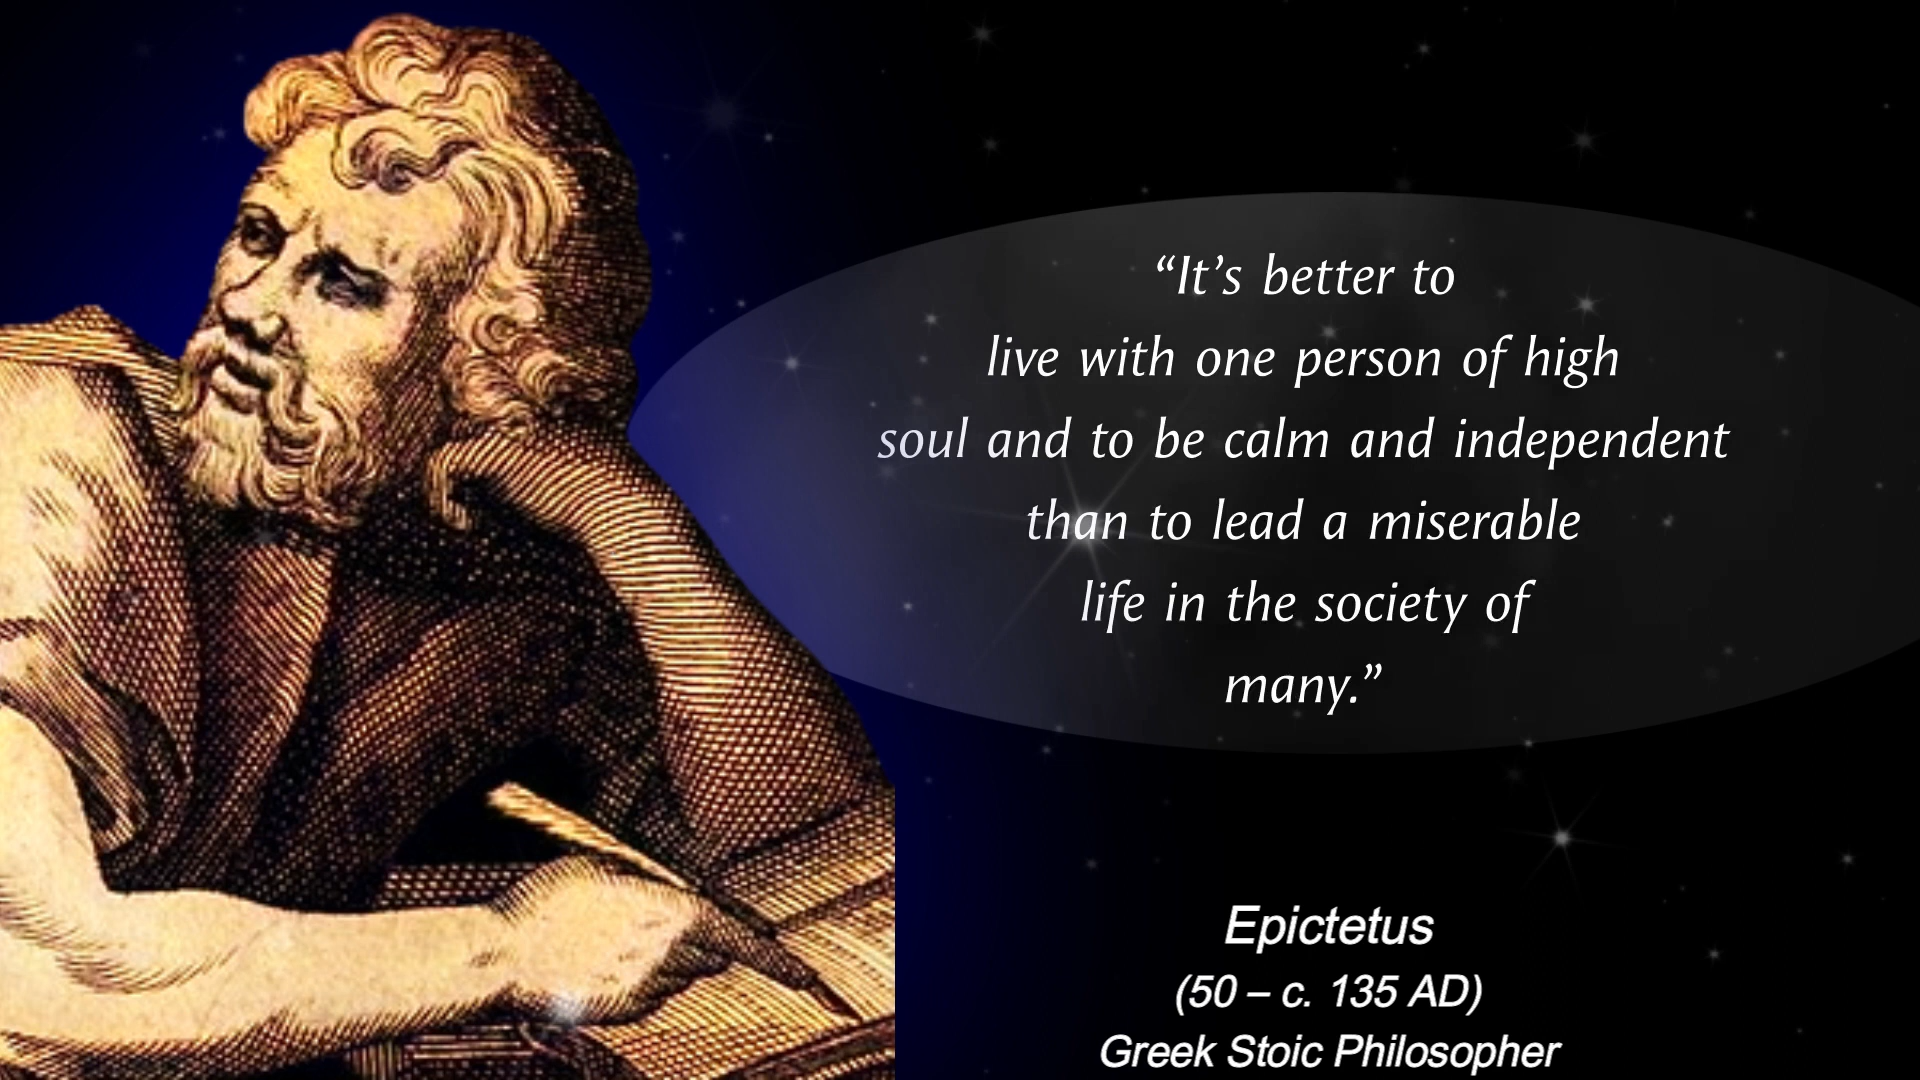 “It’s better to
live with one person of high
soul and to be calm and independent
than to lead a miserable
life in the society of
many.”
Epictetus
(50 – c. 135 AD)
Greek Stoic Philosopher